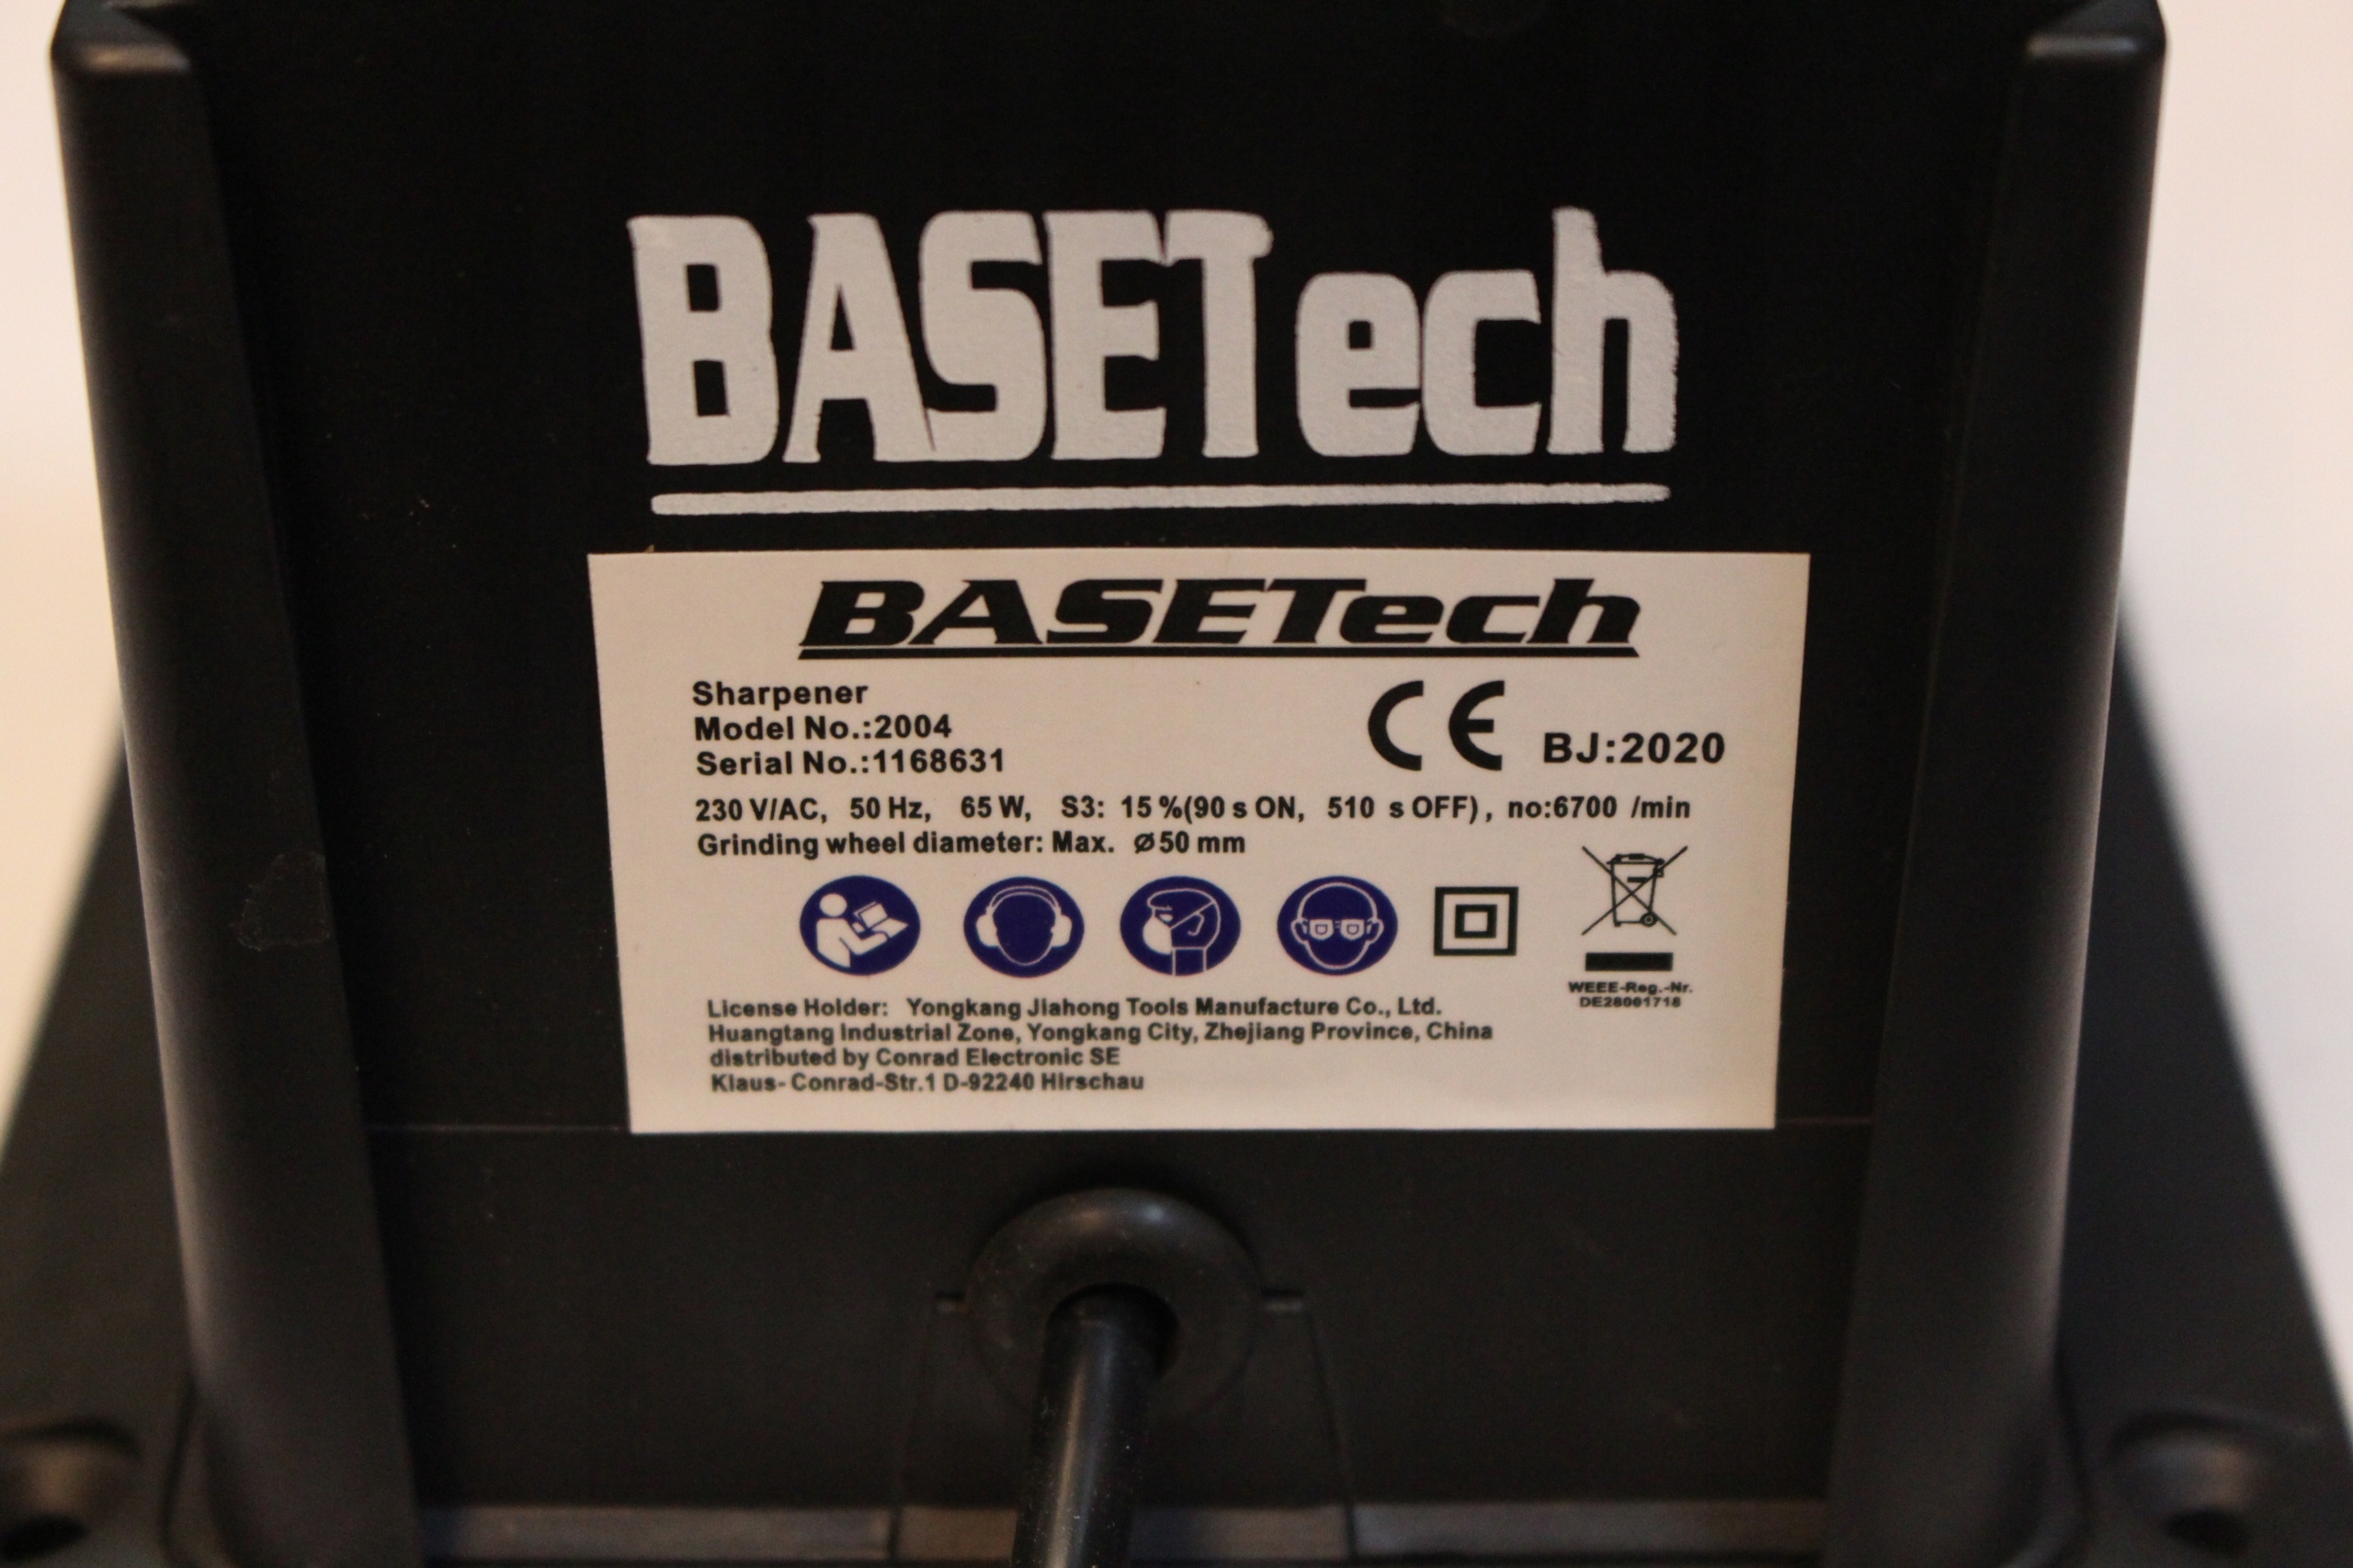 BASETech
BASETech
Sharpener
Model No.:2004
Serial No.:1168631
CE BJ:2020
230 V/AC, 50 Hz, 65 W, S3: 15 %(90 s ON, 510 s OFF), no:6700 /min
Grinding wheel diameter: Max. Ø50 mm
WEEE-Reg.-Nr.
DE28001718
License Holder: Yongkang Jiahong Tools Manufacture Co., Ltd.
Huangtang Industrial Zone, Yongkang City, Zhejiang Province, China
distributed by Conrad Electronic SE
Klaus- Conrad-Str.1 D-92240 Hirschau